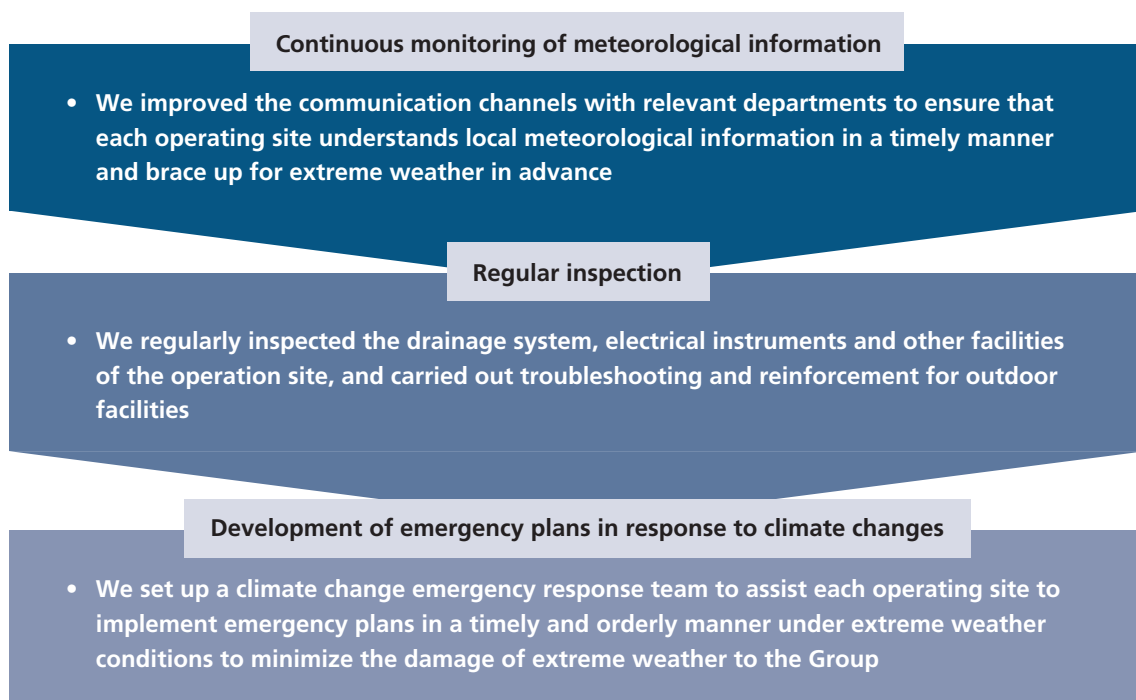 Continuous monitoring of meteorological information
• We improved the communication channels with relevant departments to ensure that
each operating site understands local meteorological information in a timely manner
and brace up for extreme weather in advance
Regular inspection
• We regularly inspected the drainage system, electrical instruments and other facilities
of the operation site, and carried out troubleshooting and reinforcement for outdoor
facilities
Development of emergency plans in response to climate changes
• We set up a climate change emergency response team to assist each operating site to
implement emergency plans in a timely and orderly manner under extreme weather
conditions to minimize the damage of extreme weather to the Group